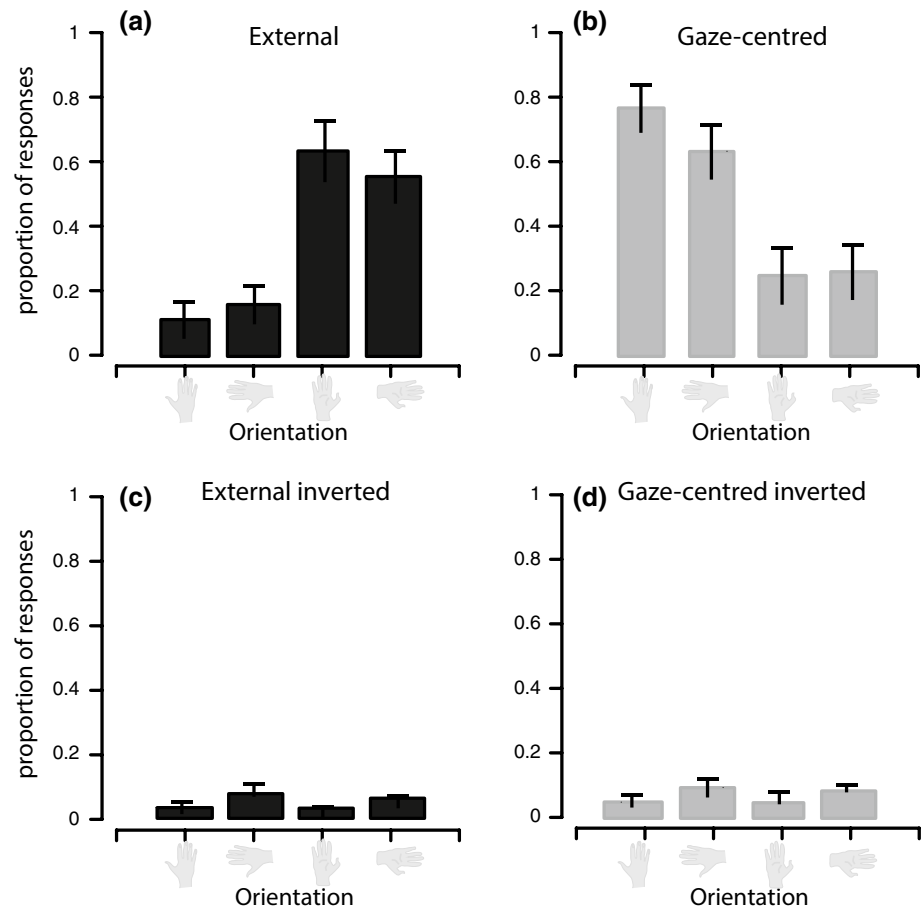 (a)
External
proportion of responses
1
0.8
0.6
0.4
0.2
0
Orientation
(b)
Gaze-centred
1
0.8
0.6
0.4
0.2
0
Orientation
(c)
External inverted
proportion of responses
1
0.8
0.6
0.4
0.2
0
Orientation
(d)
Gaze-centred inverted
1
0.8
0.6
0.4
0.2
0
Orientation